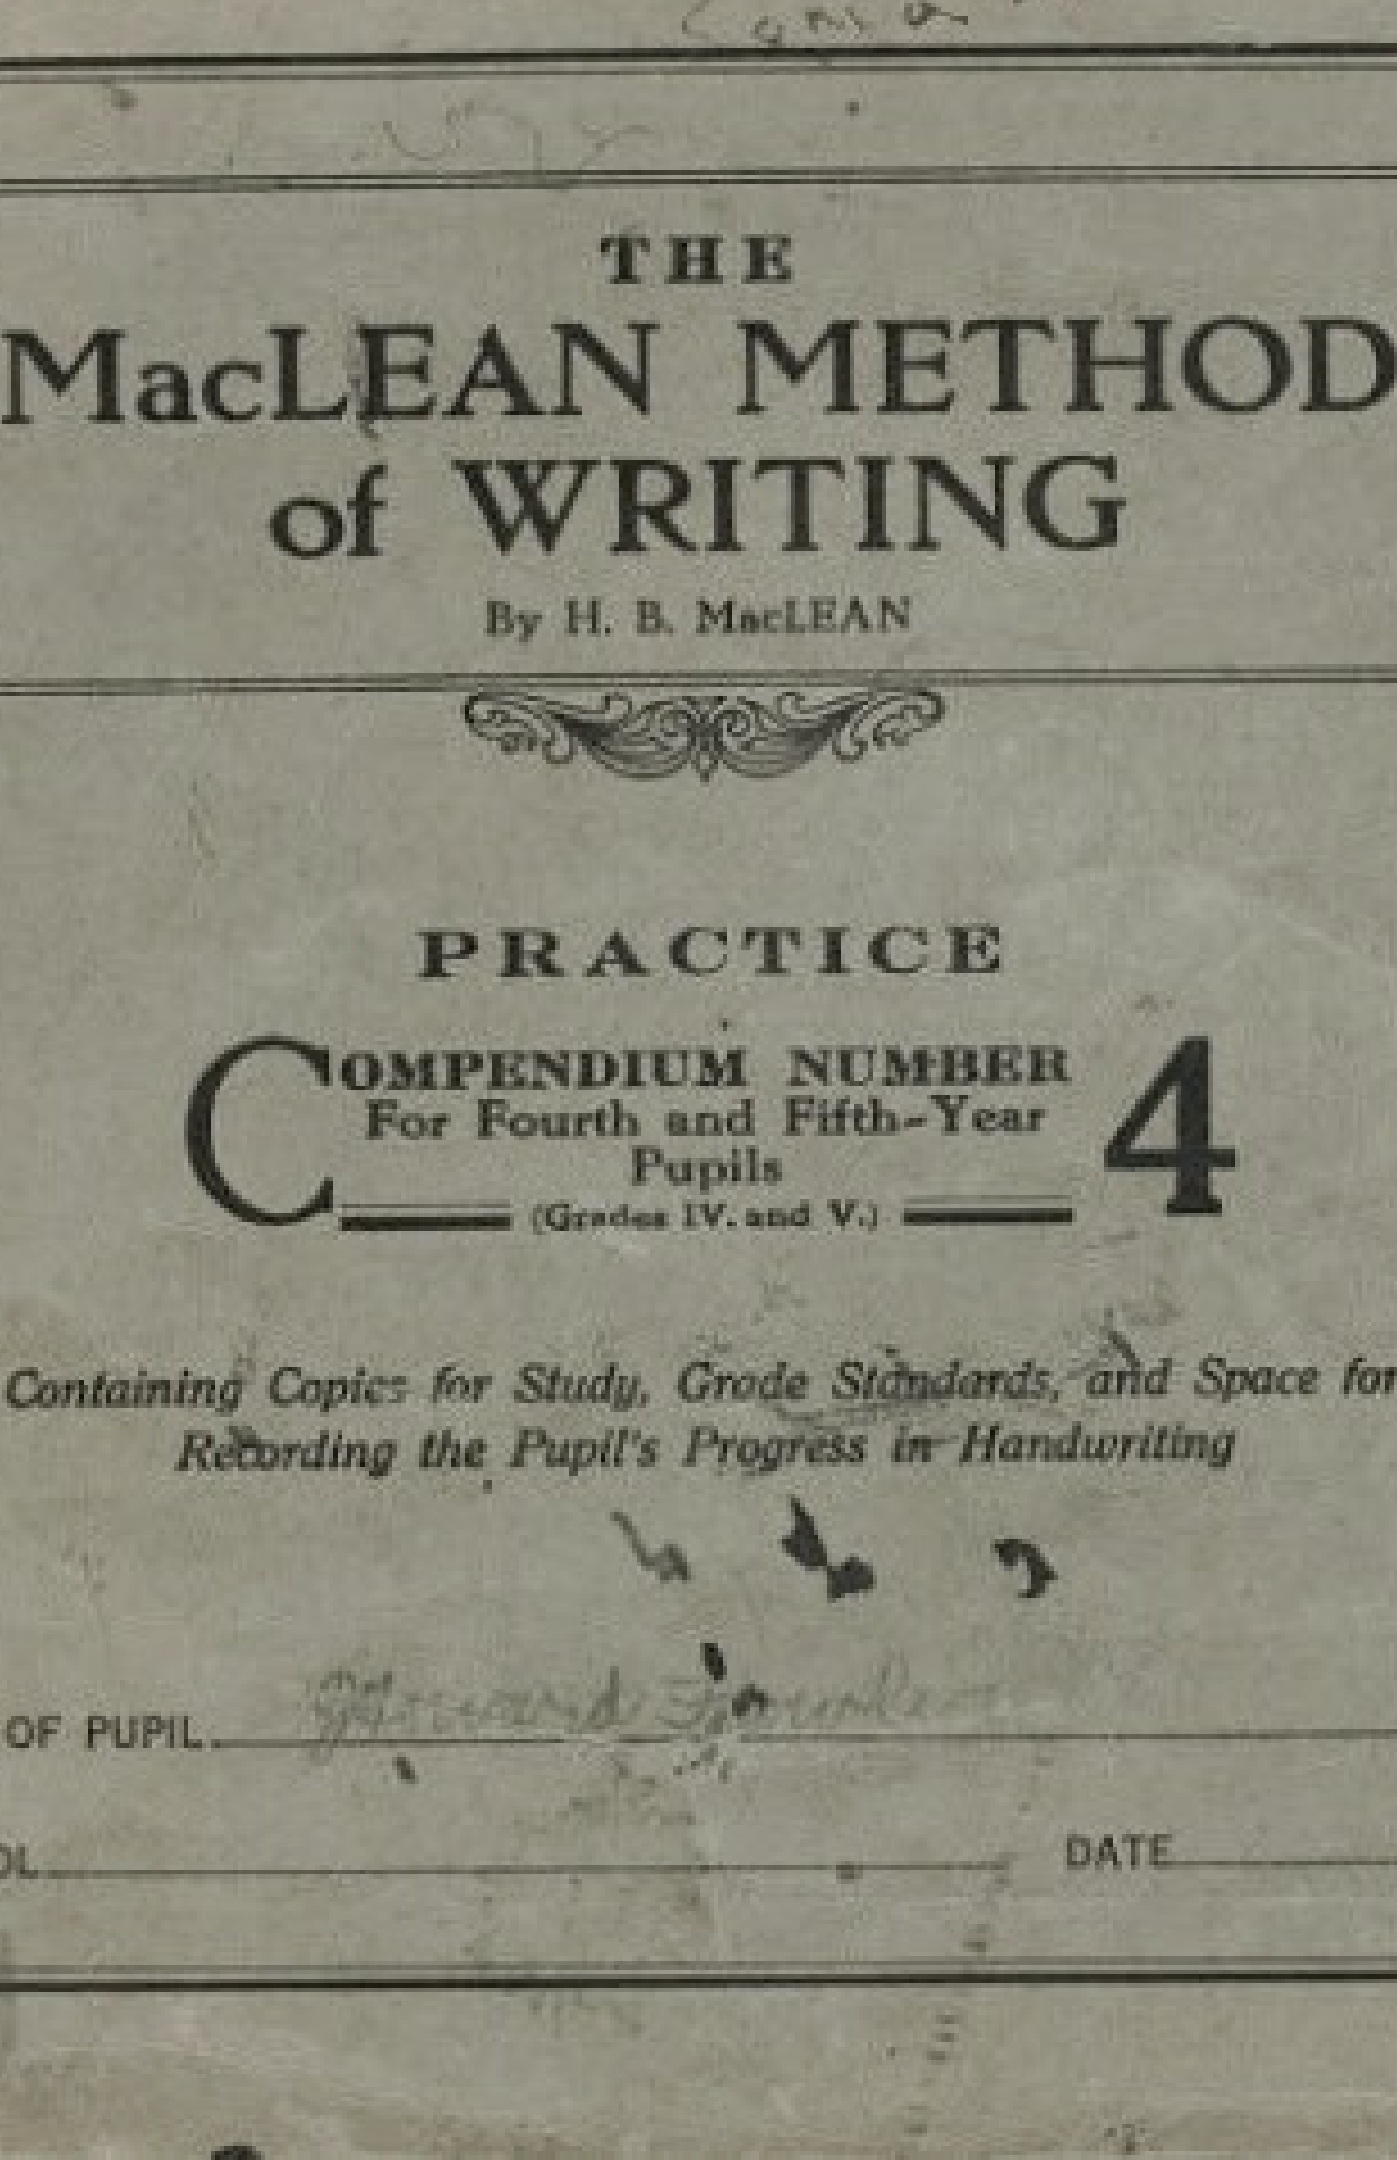 THE
MacLEAN METHOD
of WRITING
By H. B. MacLEAN
PRACTICE
COMPENDIUM NUMBER 4
For Fourth and Fifth-Year
Pupils
(Grades IV. and V.)
Containing Copies for Study, Grade Standards, and Space for
Recording the Pupil's Progress in Handwriting
OF PUPIL
OL
DATE